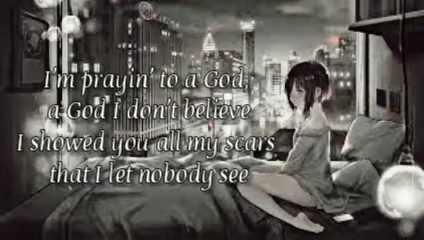 I'm prayin' to a God,
a God I don't believe
I showed you all my scars
that I let nobody see